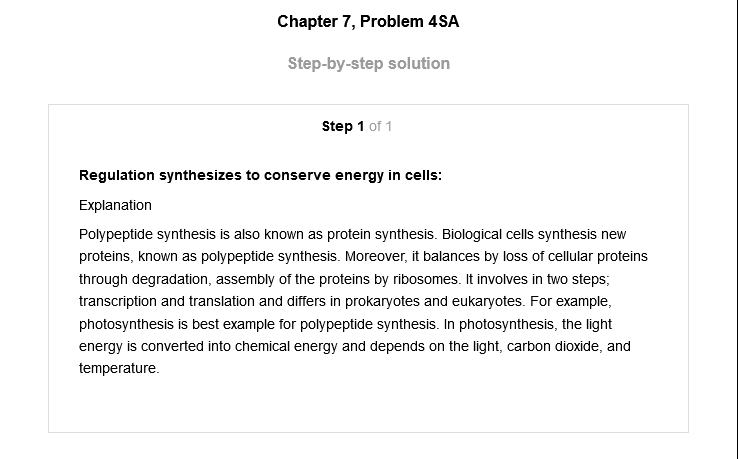 Chapter 7, Problem 4SA
Step-by-step solution
Step 1 of 1
Regulation synthesizes to conserve energy in cells:
Explanation
Polypeptide synthesis is also known as protein synthesis. Biological cells synthesis new
proteins, known as polypeptide synthesis. Moreover, it balances by loss of cellular proteins
through degradation, assembly of the proteins by ribosomes. It involves in two steps;
transcription and translation and differs in prokaryotes and eukaryotes. For example,
photosynthesis is best example for polypeptide synthesis. In photosynthesis, the light
energy is converted into chemical energy and depends on the light, carbon dioxide, and
temperature.